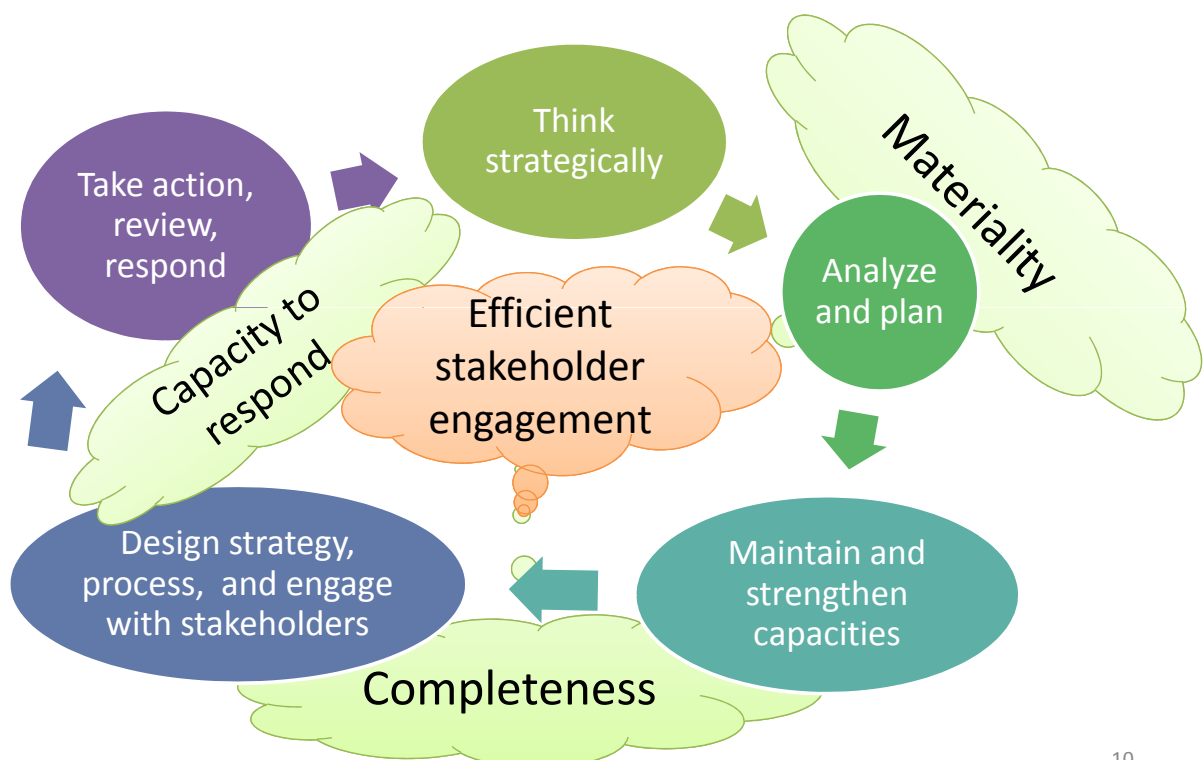 Think
strategically
Materiality
Take action,
review,
respond
Analyze
and plan
Capacity to
respond
Efficient
stakeholder
engagement
Design strategy,
process,  and engage
with stakeholders
Maintain and
strengthen
capacities
Completeness
10